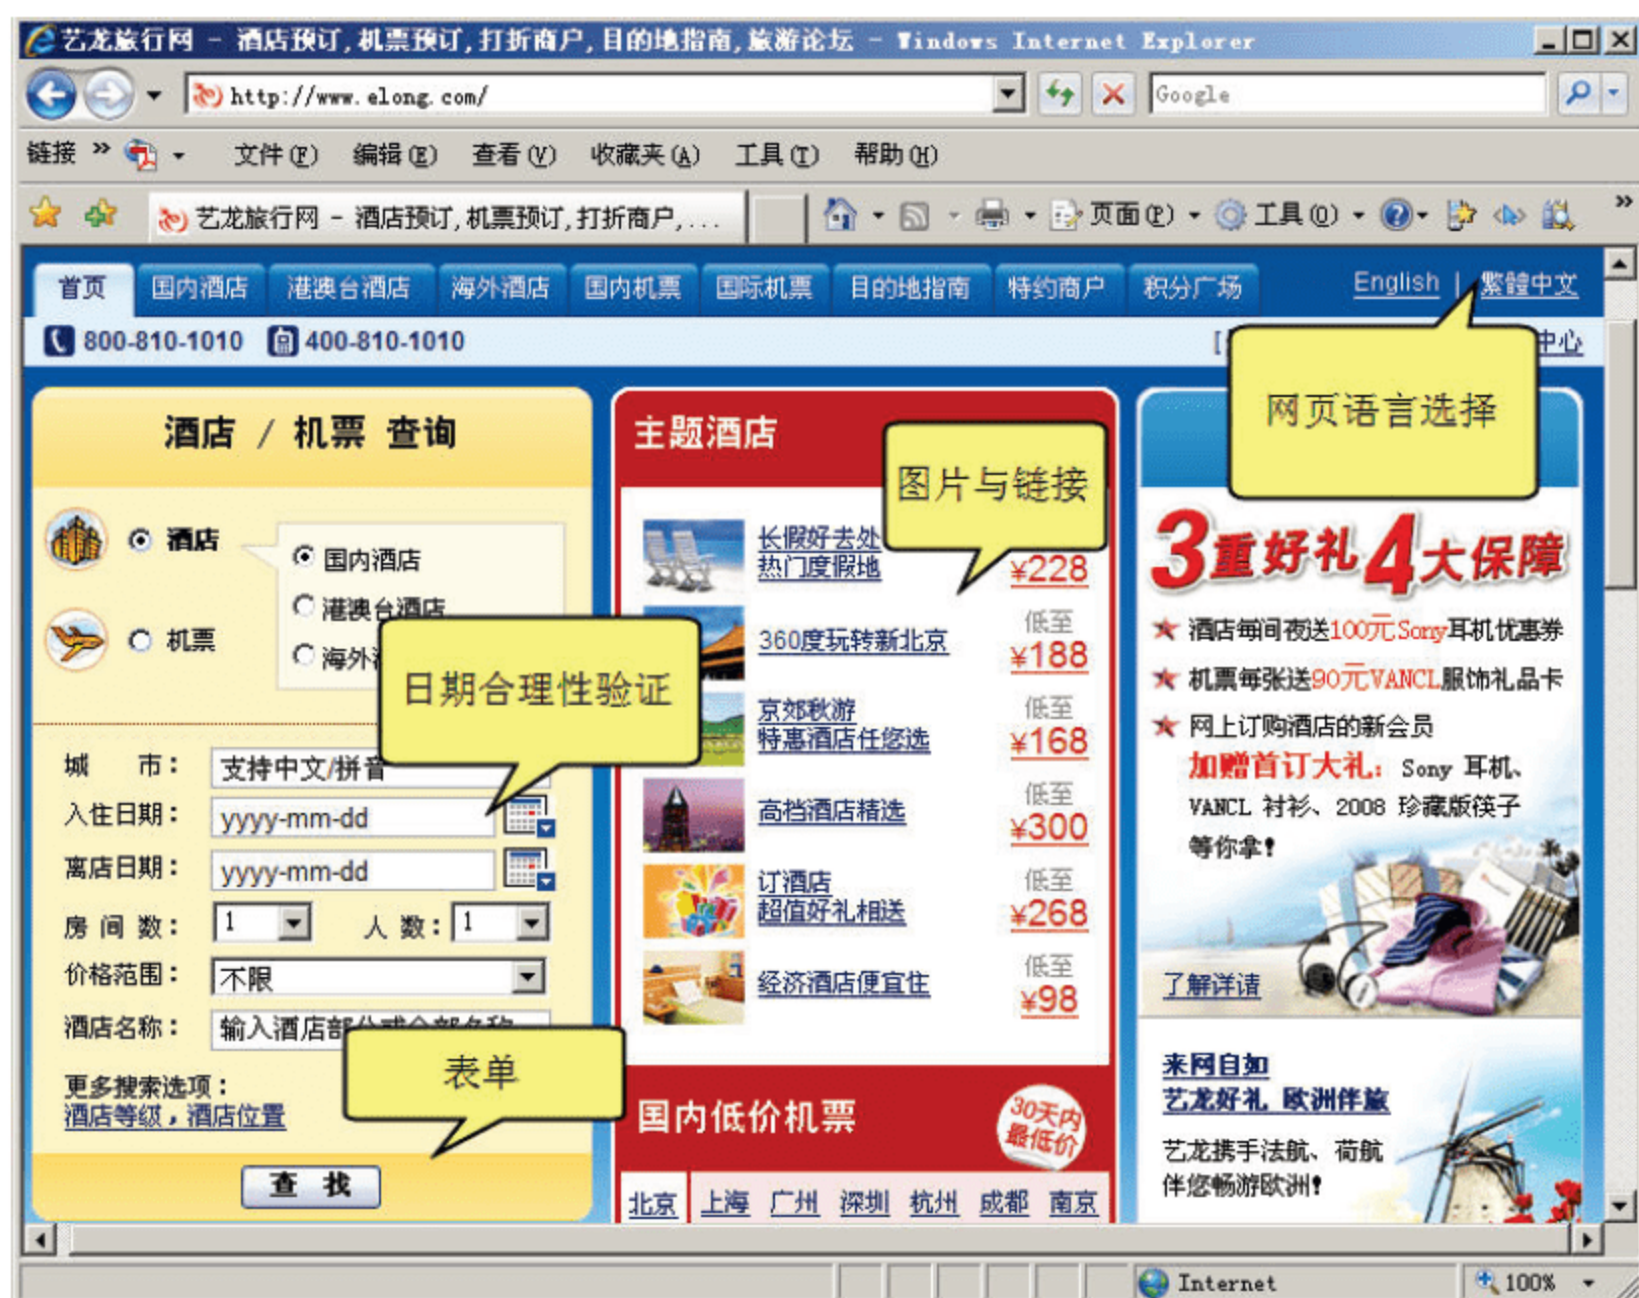 艺龙旅行网 - 酒店预订,机票预订,打折商户,目的地指南,旅游论坛 - Windows Internet Explorer
http://www.elong.com/
Google
链接 » 文件(F) 编辑(E) 查看(V) 收藏夹(A) 工具(T) 帮助(H)
艺龙旅行网 - 酒店预订,机票预订,打折商户,... 页面(P) 工具(O) »
首页 国内酒店 港澳台酒店 海外酒店 国内机票 国际机票 目的地指南 特约商户 积分广场 English | 繁體中文
800-810-1010 400-810-1010 [ 中心
网页语言选择
酒店 / 机票 查询
酒店
国内酒店
港澳台酒店
机票
海外
日期合理性验证
城 市: 支持中文/拼音
入住日期: yyyy-mm-dd
离店日期: yyyy-mm-dd
房间数: 1 人数: 1
价格范围: 不限
酒店名称: 输入酒店部分或全部名称
表单
更多搜索选项:
酒店等级,酒店位置
查 找
主题酒店
图片与链接
长假好去处
热门度假地 ¥228
360度玩转新北京 低至 ¥188
京郊秋游
特惠酒店任您选 低至 ¥168
高档酒店精选 低至 ¥300
订酒店
超值好礼相送 低至 ¥268
经济酒店便宜住 低至 ¥98
国内低价机票
30天内
最低价
北京 上海 广州 深圳 杭州 成都 南京
3重好礼4大保障
★ 酒店每间夜送100元Sony耳机优惠券
★ 机票每张送90元VANCL服饰礼品卡
★ 网上订购酒店的新会员
加赠首订大礼: Sony 耳机、
VANCL 衬衫、2008 珍藏版筷子
等你拿!
了解详请
来网自如
艺龙好礼 欧洲伴旅
艺龙携手法航、荷航
伴您畅游欧洲!
Internet 100%